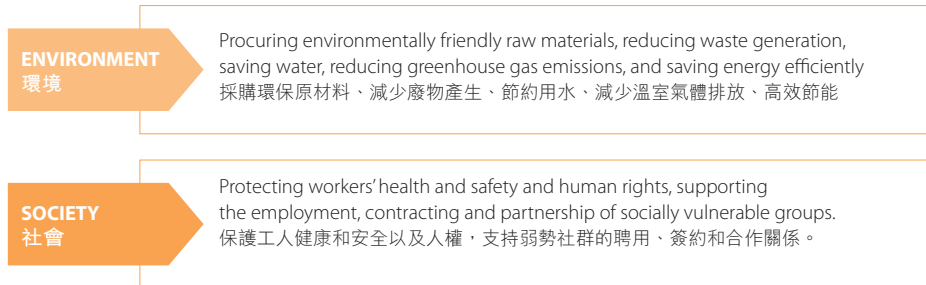 ENVIRONMENT
環境
Procuring environmentally friendly raw materials, reducing waste generation,
saving water, reducing greenhouse gas emissions, and saving energy efficiently
採購環保原材料、減少廢物產生、節約用水、減少溫室氣體排放、高效節能
SOCIETY
社會
Protecting workers' health and safety and human rights, supporting
the employment, contracting and partnership of socially vulnerable groups.
保護工人健康和安全以及人權，支持弱勢社群的聘用、簽約和合作關係。